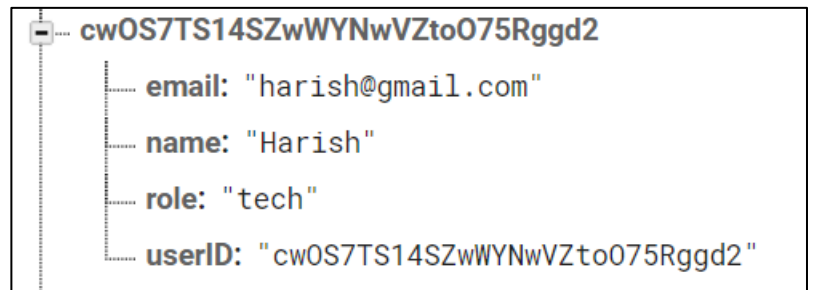 cwOS7TS14SZwWYNwVZtoO75Rggd2
email: "harish@gmail.com"
name: "Harish"
role: "tech"
userID: "cwOS7TS14SZwWYNwVZtoO75Rggd2"